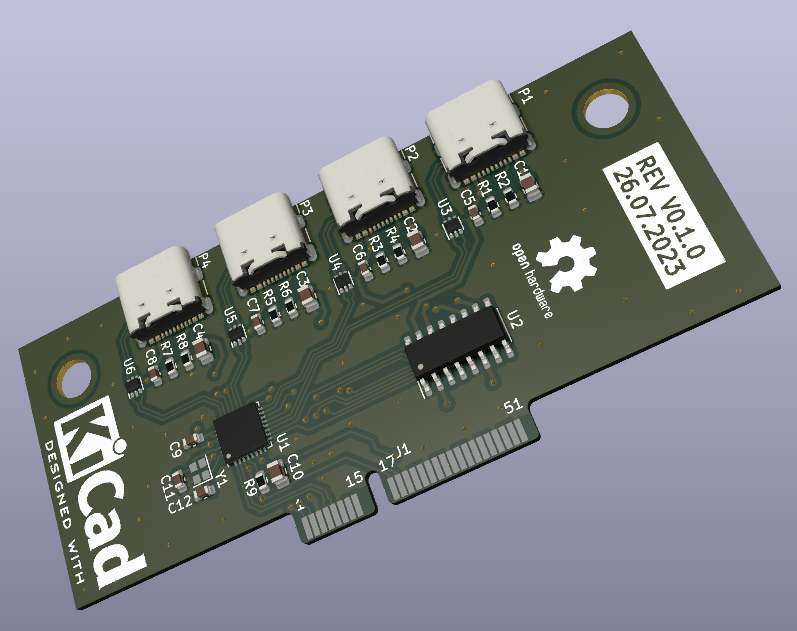 P1
P2
P3
P4
C1
R2
R1
C5
U3
C2
R4
R3
C6
U4
C3
R6
R5
C7
U5
C4
R8
R7
C8
U6
REV V0.1.0
26.07.2023
open hardware
U2
51
J1
17
15
U1
C9
C10
R9
Y1
C11
C12
KiCad
DESIGNED WITH